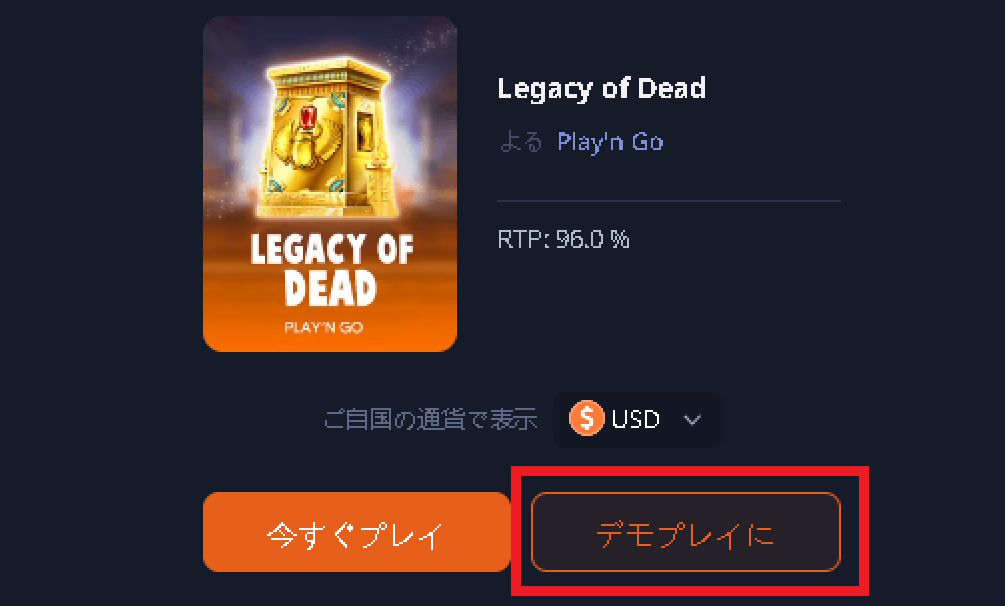 LEGACY OF
DEAD
PLAY'N GO
Legacy of Dead
よる Play'n Go
RTP: 96.0 %
ご自国の通貨で表示 $ USD
今すぐプレイ
デモプレイに